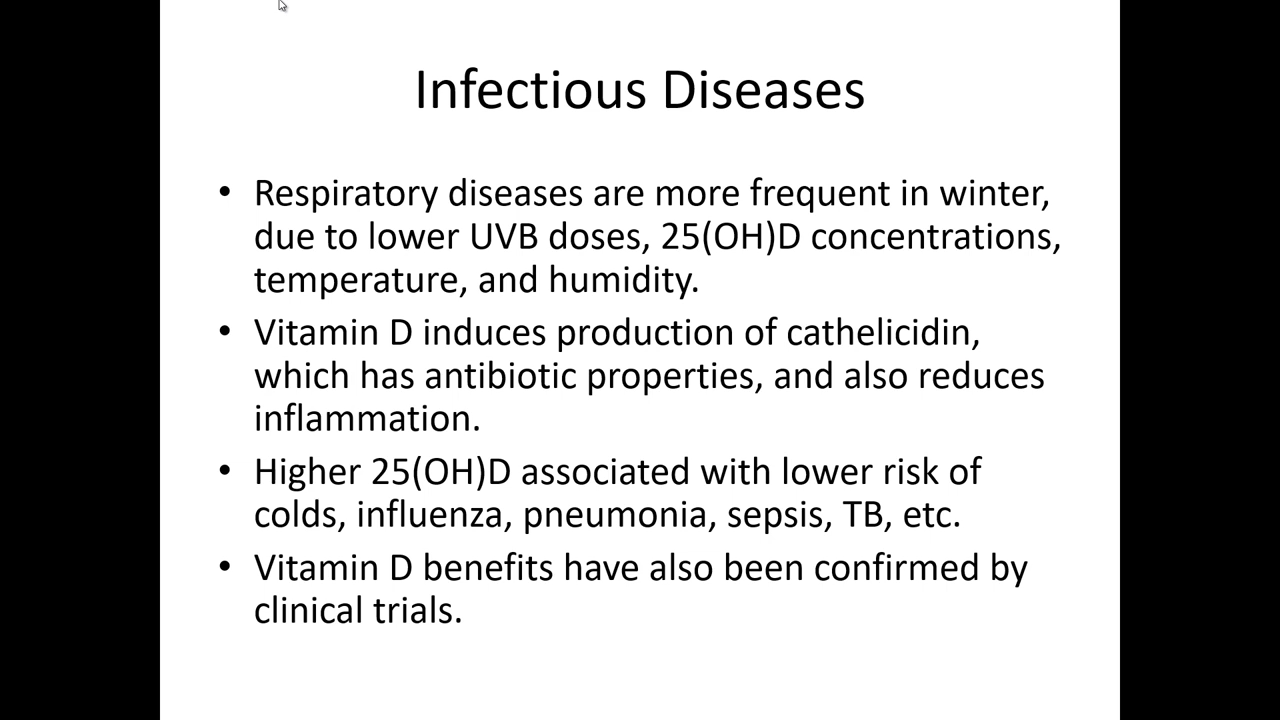 Infectious Diseases
• Respiratory diseases are more frequent in winter,
due to lower UVB doses, 25(OH)D concentrations,
temperature, and humidity.
• Vitamin D induces production of cathelicidin,
which has antibiotic properties, and also reduces
inflammation.
• Higher 25(OH)D associated with lower risk of
colds, influenza, pneumonia, sepsis, TB, etc.
• Vitamin D benefits have also been confirmed by
clinical trials.